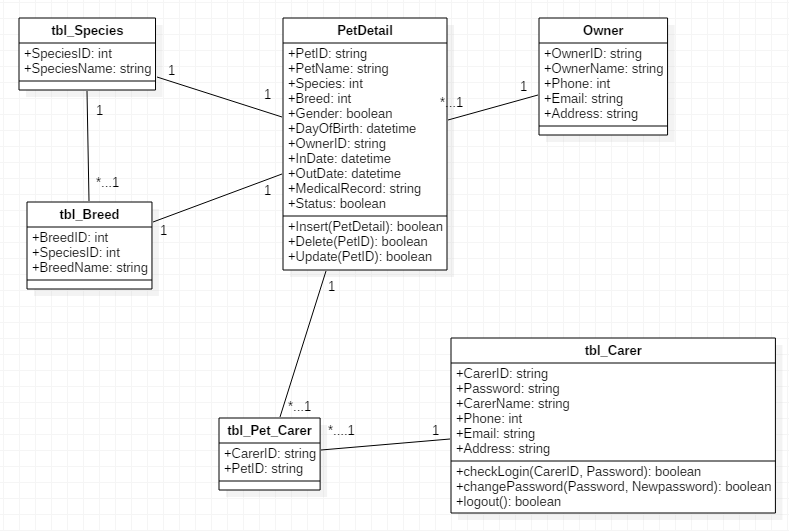 tbl_Species
+SpeciesID: int
+SpeciesName: string
1
1
1
*...1
tbl_Breed
+BreedID: int
+SpeciesID: int
+BreedName: string
1
1
PetDetail
+PetID: string
+PetName: string
+Species: int
+Breed: int
+Gender: boolean
+DayOfBirth: datetime
+OwnerID: string
+InDate: datetime
+OutDate: datetime
+MedicalRecord: string
+Status: boolean
+Insert(PetDetail): boolean
+Delete(PetID): boolean
+Update(PetID): boolean
*...1
1
Owner
+OwnerID: string
+OwnerName: string
+Phone: int
+Email: string
+Address: string
1
*...1
tbl_Pet_Carer
+CarerID: string
+PetID: string
*....1
1
tbl_Carer
+CarerID: string
+Password: string
+CarerName: string
+Phone: int
+Email: string
+Address: string
+checkLogin(CarerID, Password): boolean
+changePassword(Password, Newpassword): boolean
+logout(): boolean